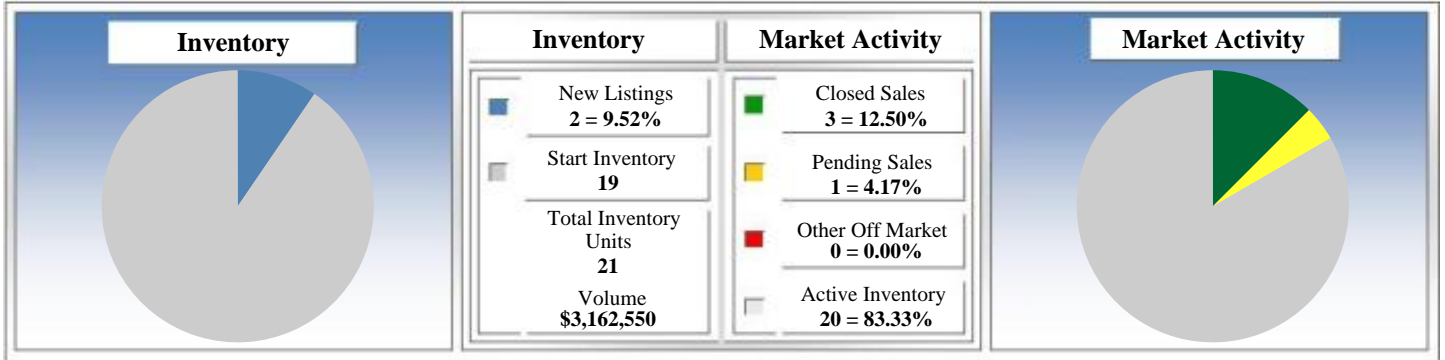 Inventory
Inventory
Market Activity
New Listings
2 = 9.52%
Start Inventory
19
Total Inventory
Units
21
Volume
$3,162,550
Closed Sales
3 = 12.50%
Pending Sales
1 = 4.17%
Other Off Market
0 = 0.00%
Active Inventory
20 = 83.33%
Market Activity